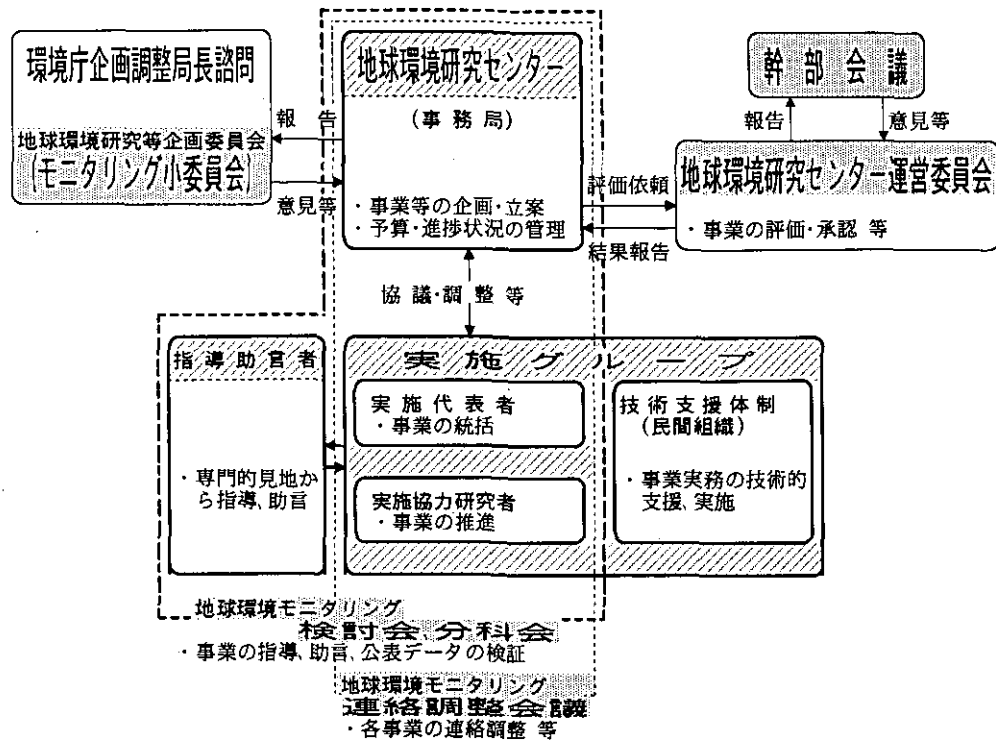 環境庁企画調整局長諮問
地球環境研究等企画委員会
(モニタリング小委員会)
報 告
意見等
地球環境研究センター
(事 務 局)
・事業等の企画・立案
・予算・進捗状況の管理
評価依頼
結果報告
幹 部 会 議
報告
意見等
地球環境研究センター運営委員会
・事業の評価・承認 等
協 議・調 整 等
指 導 助 言 者
・専門的見地か
ら指導、助言
実 施 グ ル ー プ
実 施 代 表 者
・事業の統括
実施協力研究者
・事業の推進
技 術 支 援 体 制
(民間組織)
・事業実務の技術的
支援、実施
地球環境モニタリング
検討会、分科会
・事業の指導、助言、公表データの検証
地球環境モニタリング
連絡調整会議
・各事業の連絡調整 等